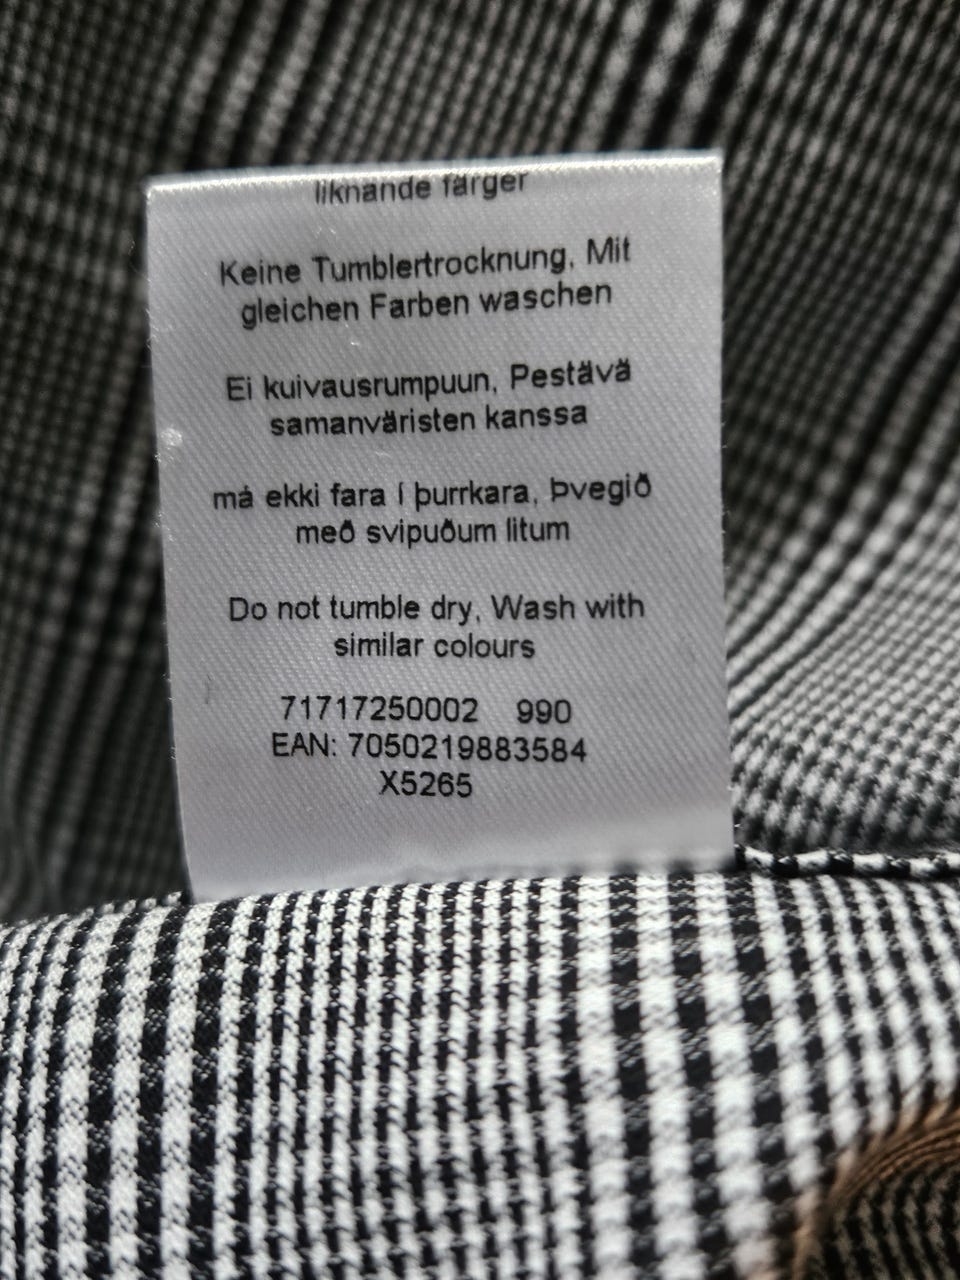 liknande färger
Keine Tumblertrocknung, Mit
gleichen Farben waschen
Ei kuivausrumpuun, Pestävä
samanväristen kanssa
má ekki fara í þurrkara, Þvegið
með svipuðum litum
Do not tumble dry, Wash with
similar colours
71717250002 990
EAN: 7050219883584
X5265